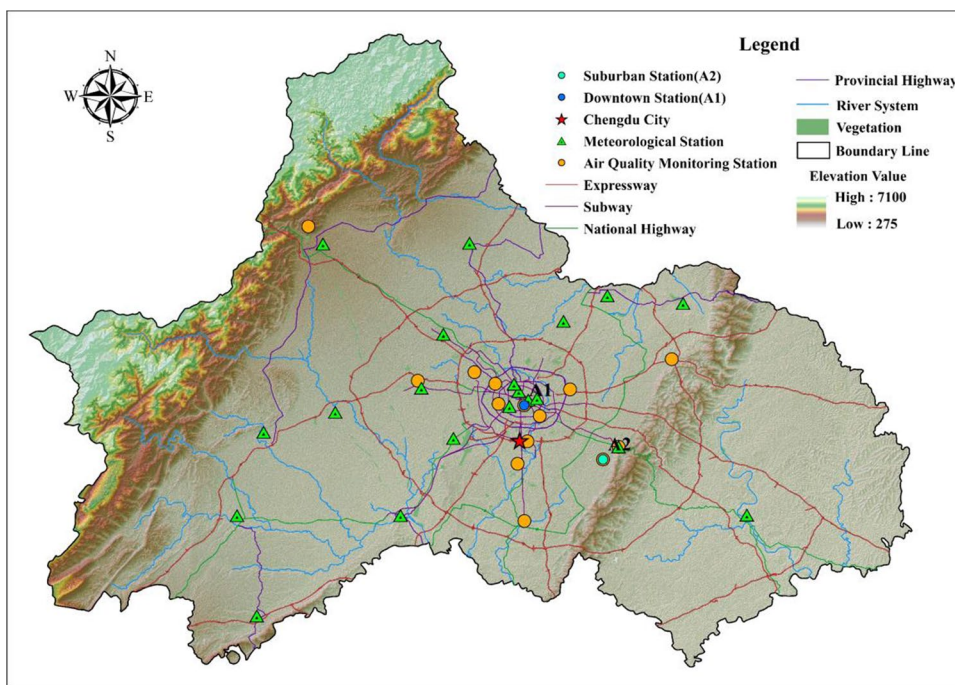 N
W E
S
Legend
Suburban Station(A2)
Downtown Station(A1)
Chengdu City
Meteorological Station
Air Quality Monitoring Station
Expressway
Subway
National Highway
Provincial Highway
River System
Vegetation
Boundary Line
Elevation Value
High : 7100
Low : 275
A1
A2